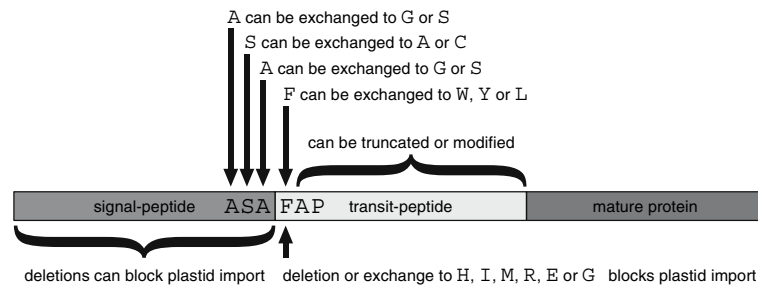 A can be exchanged to G or S
S can be exchanged to A or C
A can be exchanged to G or S
F can be exchanged to W, Y or L
can be truncated or modified
signal-peptide ASA FAP transit-peptide mature protein
deletions can block plastid import deletion or exchange to H, I, M, R, E or G blocks plastid import